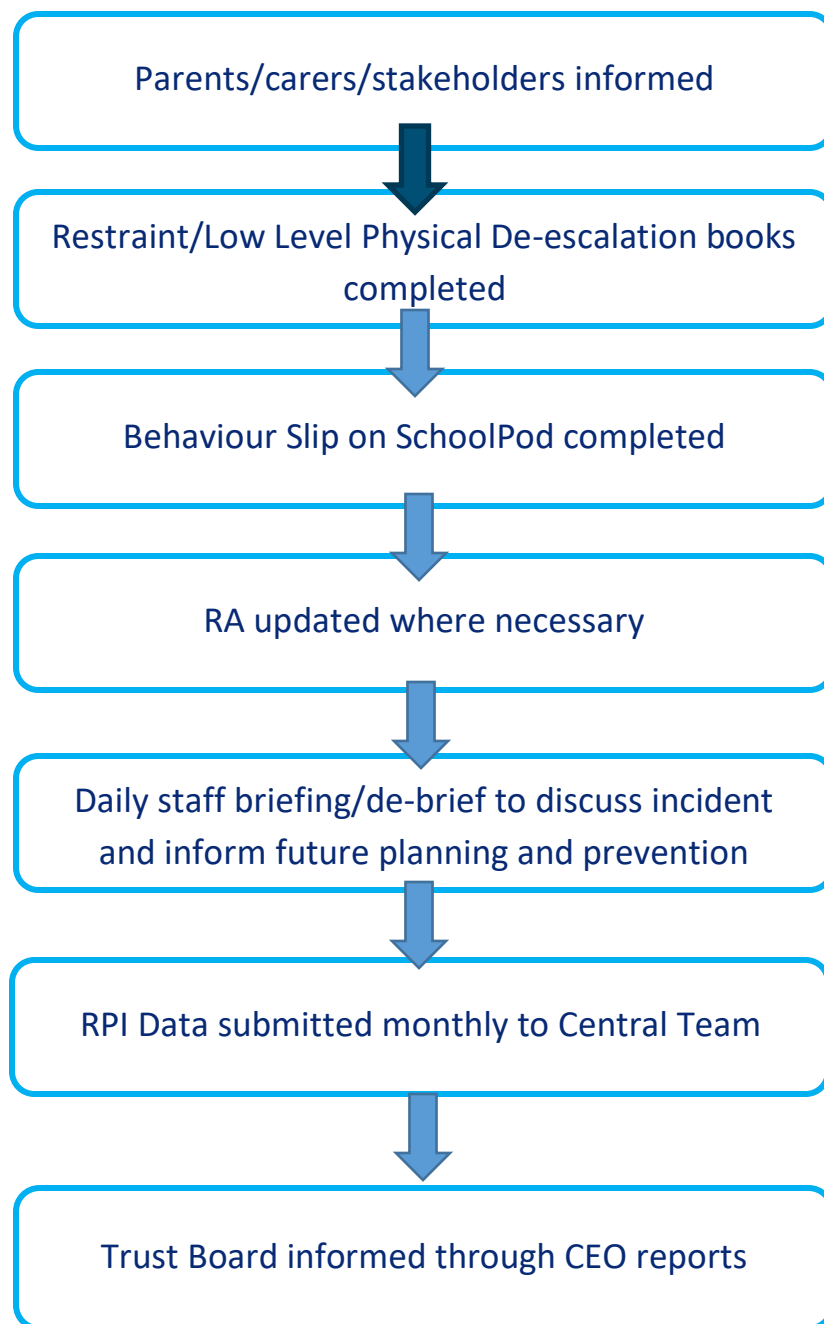 Parents/carers/stakeholders informed
Restraint/Low Level Physical De-escalation books
completed
Behaviour Slip on SchoolPod completed
RA updated where necessary
Daily staff briefing/de-brief to discuss incident
and inform future planning and prevention
RPI Data submitted monthly to Central Team
Trust Board informed through CEO reports